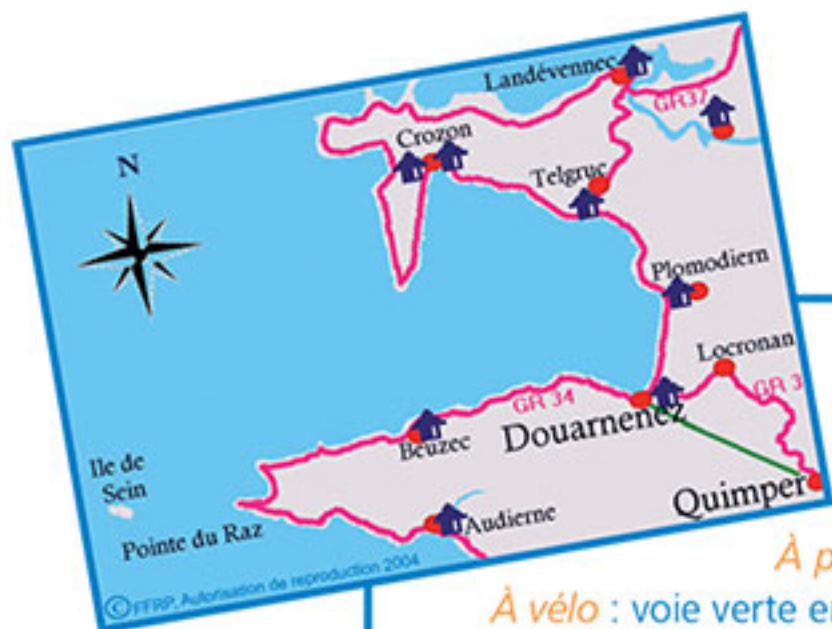 Landévennec
GR37
Crozon
N
Telgruc
Plomodiern
Locronan
GR 34
GR 3
Beuzec
Douarnenez
Ile de
Sein
Quimper
Pointe du Raz
Audierne
©FFRP, Autorisation de reproduction 2004
À p
À vélo : voie verte en